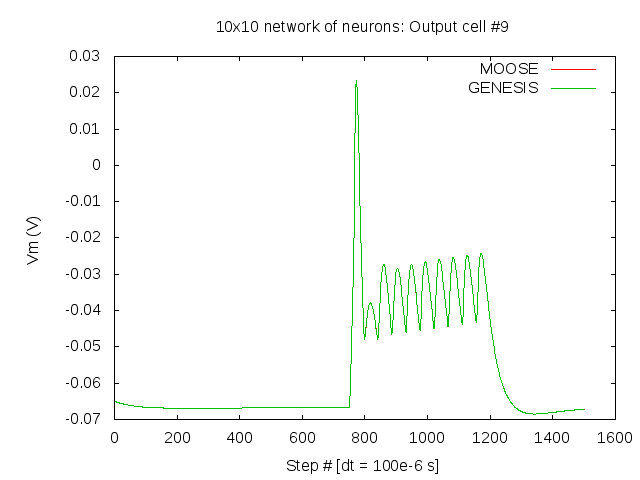 10x10 network of neurons: Output cell #9
MOOSE
GENESIS
0.03
0.02
0.01
0
-0.01
-0.02
-0.03
-0.04
-0.05
-0.06
-0.07
Vm (V)
0 200 400 600 800 1000 1200 1400 1600
Step # [dt = 100e-6 s]